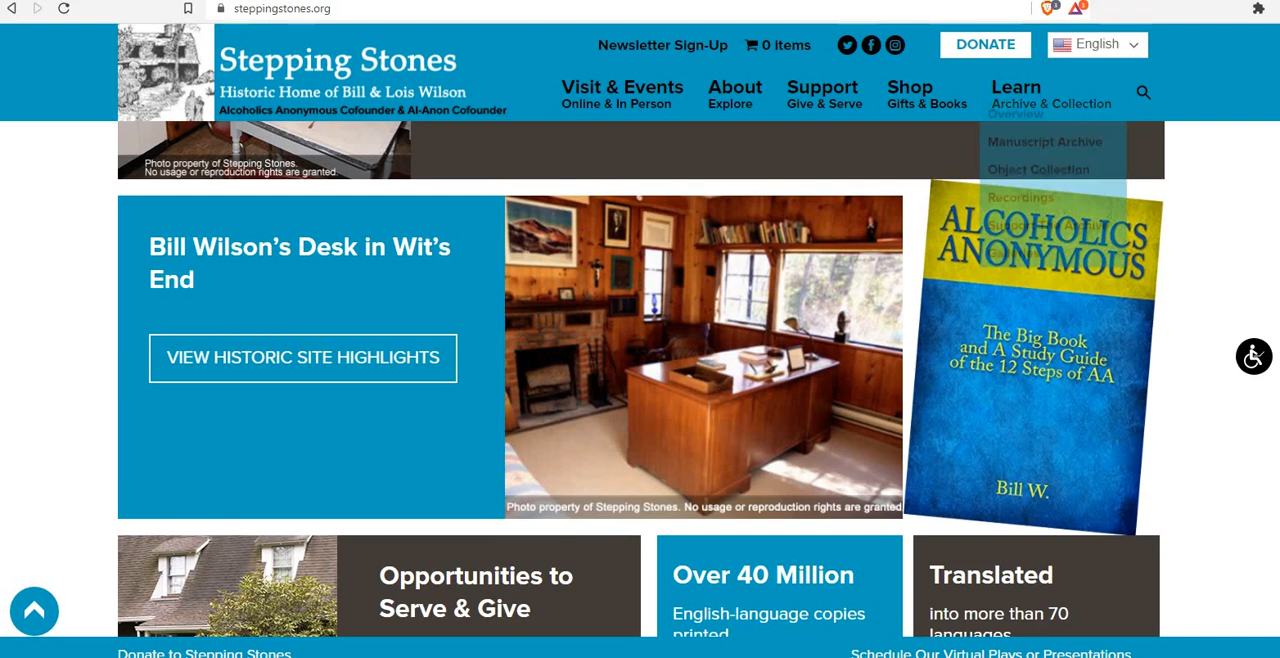 steppingstones.org
Newsletter Sign-Up
0 items
DONATE
English
Stepping Stones
Historic Home of Bill & Lois Wilson
Alcoholics Anonymous Cofounder & Al-Anon Cofounder
Visit & Events
Online & In Person
About
Explore
Support
Give & Serve
Shop
Gifts & Books
Learn
Archive & Collection
Overview
Manuscript Archive
Object Collection
Recordings
Photo property of Stepping Stones.
No usage or reproduction rights are granted.
Bill Wilson's Desk in Wit's
End
VIEW HISTORIC SITE HIGHLIGHTS
Photo property of Stepping Stones. No usage or reproduction rights are granted
ALCOHOLICS
ANONYMOUS
The Big Book
and A Study Guide
of the 12 Steps of AA
Bill W.
Opportunities to
Serve & Give
Over 40 Million
English-language copies
printed
Translated
into more than 70
languages
Donate to Stepping Stones
Schedule Our Virtual Plays or Presentations